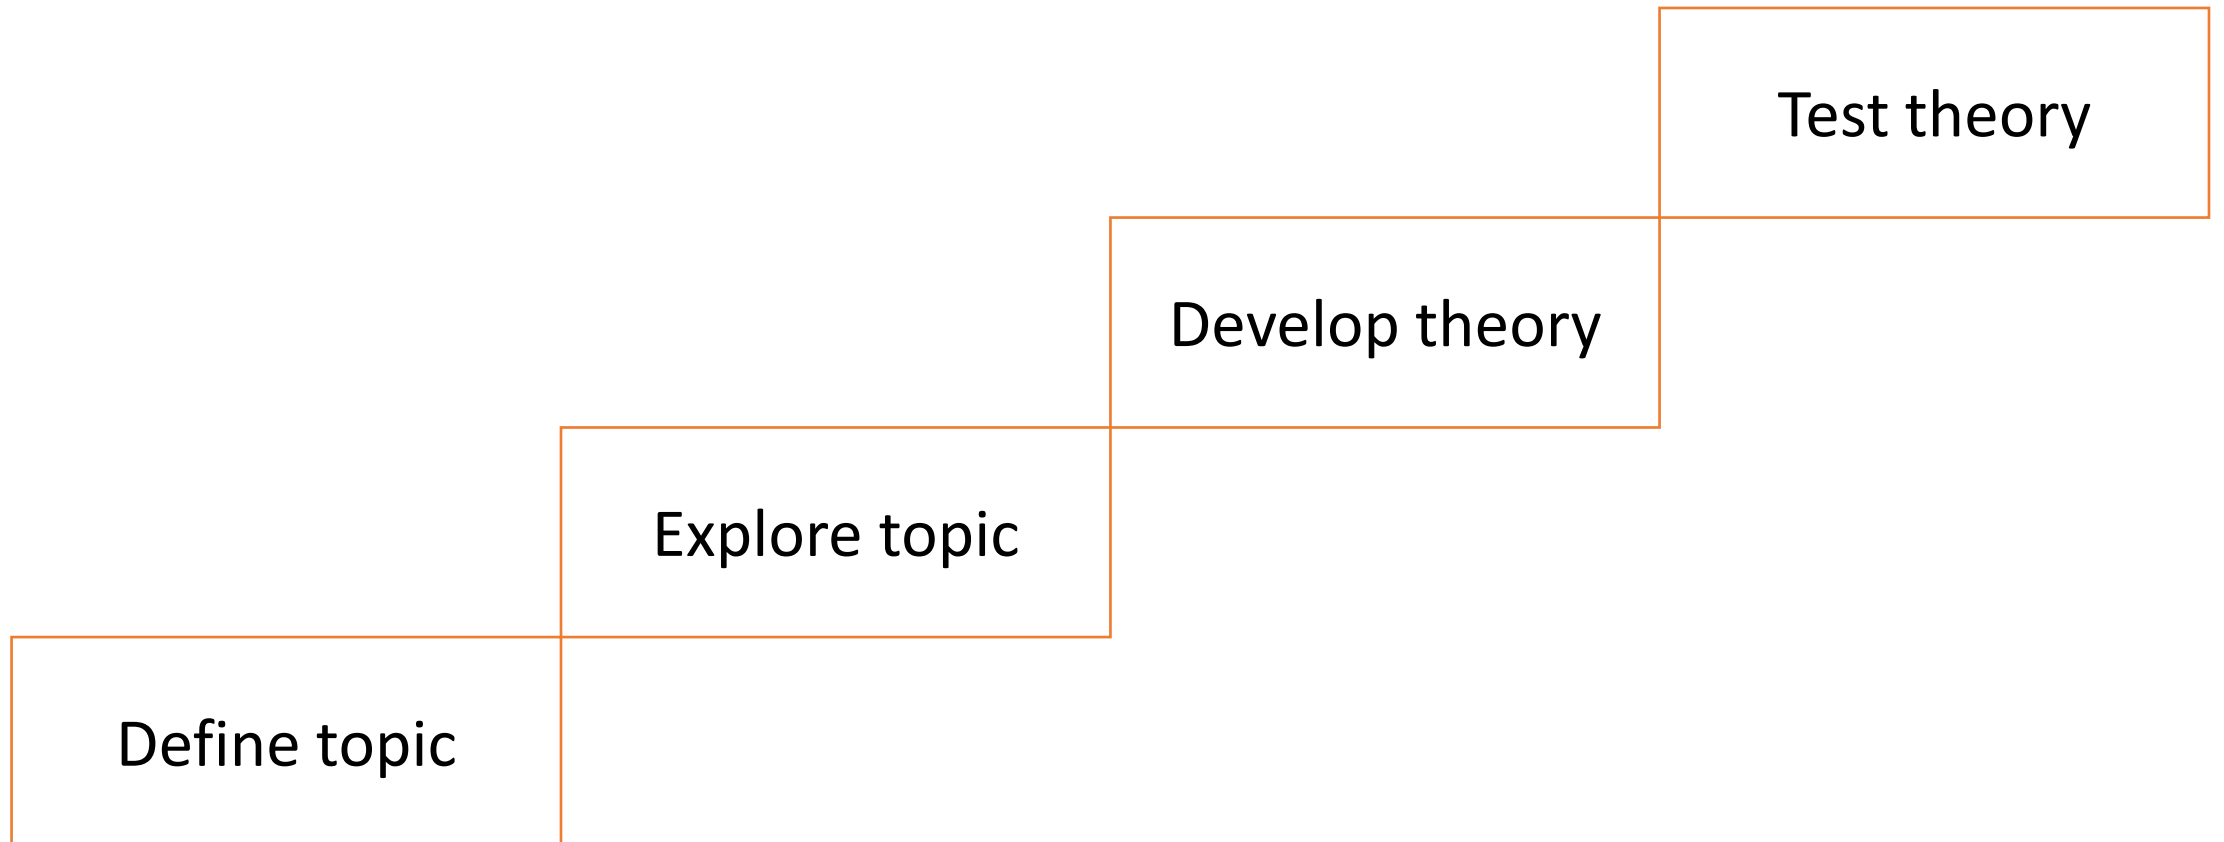 Test theory
Develop theory
Explore topic
Define topic